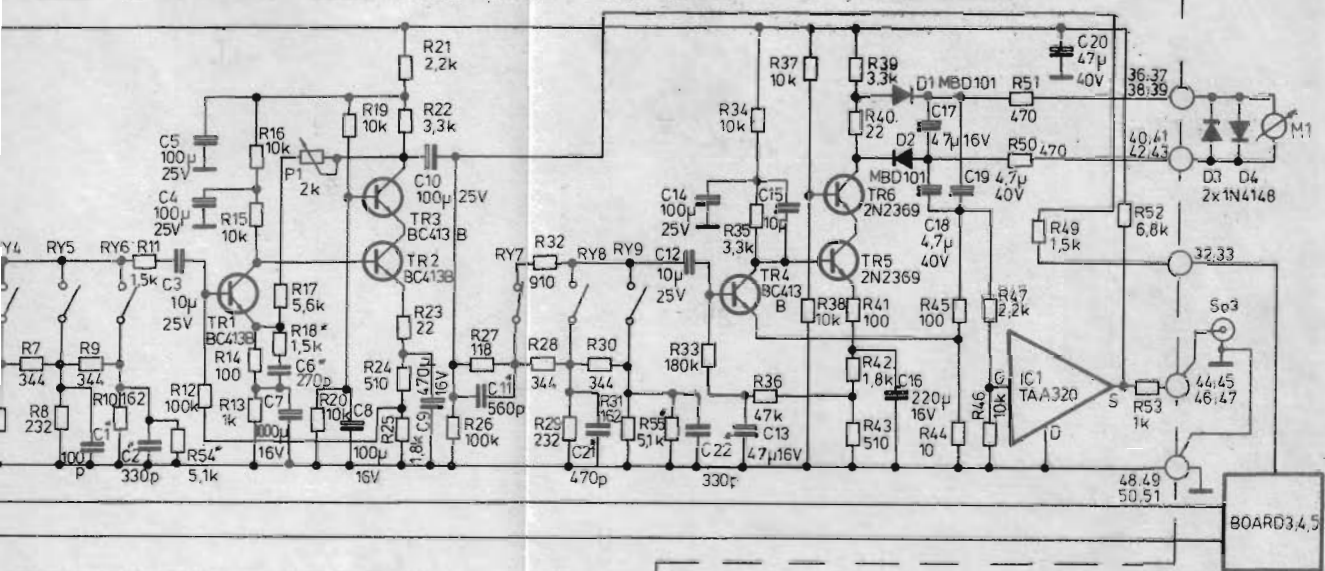 R21
2,2k
R22
3,3k
R19
10k
C5
100µ
25V
R16
10k
P1
2k
C10
100µ 25V
C4
100µ
25V
R15
10k
TR3
BC413 B
TR2
BC413B
RY4
RY5
RY6
R11
1,5k
C3
10µ
25V
TR1
BC413B
R17
5,6k
R18*
1,5k
C6*
270p
R23
22
R14
100
R24
510
470µ
16V
C9
R7
344
R9
344
R8
232
R10
162
R12
100k
R13
1k
C7
1000µ
16V
R20
10k
C8
100µ
16V
R25
1,8k
C1*
100
p
C2*
330p
R54*
5,1k
R27
118
C11*
560p
R26
100k
RY7
R32
910
RY8
RY9
R28
344
R30
344
R29
232
C21*
470p
R31
162
R55*
5,1k
C22*
330p
C12
10µ
25V
R33
180k
R36
47k
C13
47µ16V
C14
100µ
25V
R34
10k
R35
3,3k
C15
10µ
TR4
BC413
B
R37
10k
R39
3,3k
D1 MBD101
R40
22
D2
MBD101
C17
4,7µ16V
R51
470
R50
470
TR6
2N2369
TR5
2N2369
C18
4,7µ
40V
C19
4,7µ
40V
R38
10k
R41
100
R42
1,8k
R43
510
C16
220µ
16V
R45
100
R44
10
R47
2,2k
R46
10k
G
IC1
TAA320
S
D
C20
47µ
40V
36,37
38,39
40,41
42,43
D3
D4
2x1N4148
M1
R49
1,5k
R52
6,8k
32,33
So3
R53
1k
44,45
46,47
48,49
50,51
BOARD3,4,5